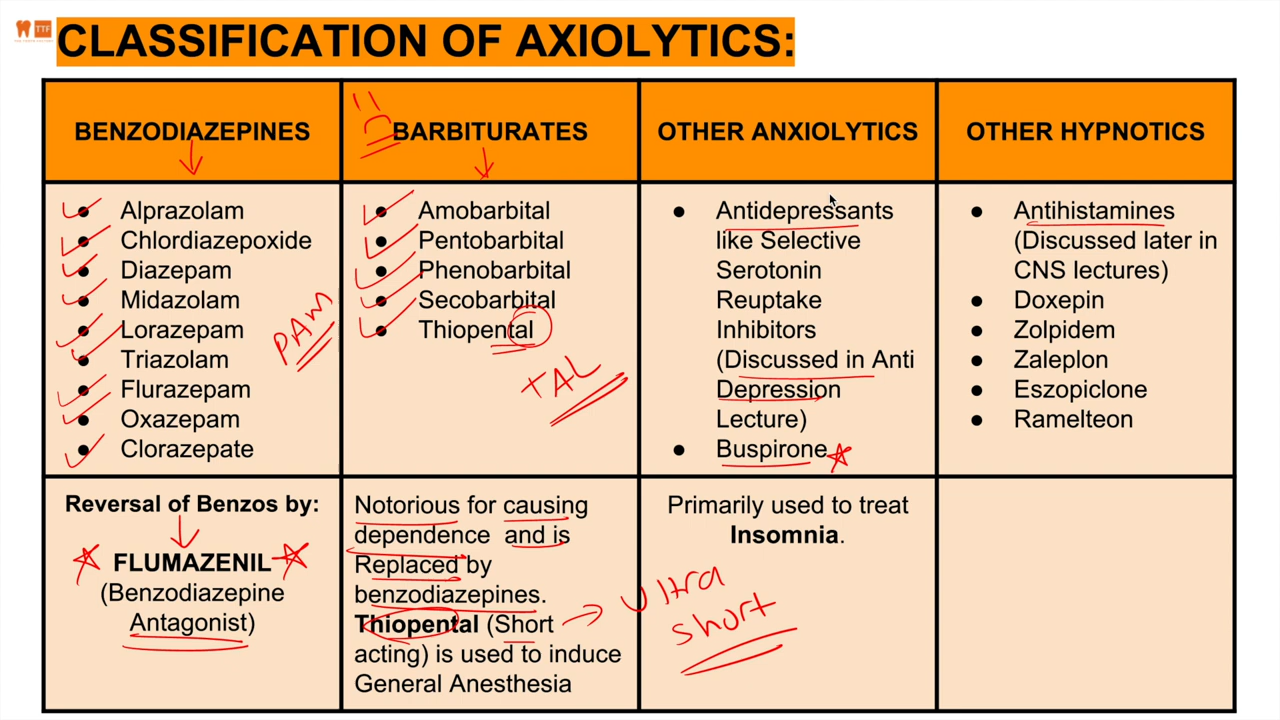 TTF
CLASSIFICATION OF AXIOLYTICS:
BENZODIAZEPINES
Alprazolam
Chlordiazepoxide
Diazepam
Midazolam
Lorazepam
Triazolam
Flurazepam
Oxazepam
Clorazepate
PAm
Reversal of Benzos by:
FLUMAZENIL
(Benzodiazepine
Antagonist)
BARBITURATES
Amobarbital
Pentobarbital
Phenobarbital
Secobarbital
Thiopental
TAL
Notorious for causing
dependence and is
Replaced by
benzodiazepines.
Thiopental (Short
acting) is used to induce
General Anesthesia
Ultra
short
OTHER ANXIOLYTICS
Antidepressants
like Selective
Serotonin
Reuptake
Inhibitors
(Discussed in Anti
Depression
Lecture)
Buspirone
Primarily used to treat
Insomnia.
OTHER HYPNOTICS
Antihistamines
(Discussed later in
CNS lectures)
Doxepin
Zolpidem
Zaleplon
Eszopiclone
Ramelteon